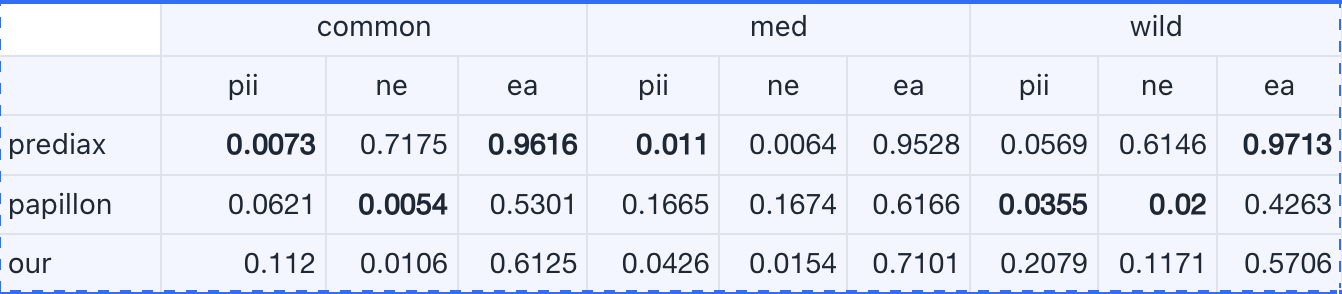 common med wild
pii ne ea pii ne ea pii ne ea
prediax 0.0073 0.7175 0.9616 0.011 0.0064 0.9528 0.0569 0.6146 0.9713
papillon 0.0621 0.0054 0.5301 0.1665 0.1674 0.6166 0.0355 0.02 0.4263
our 0.112 0.0106 0.6125 0.0426 0.0154 0.7101 0.2079 0.1171 0.5706